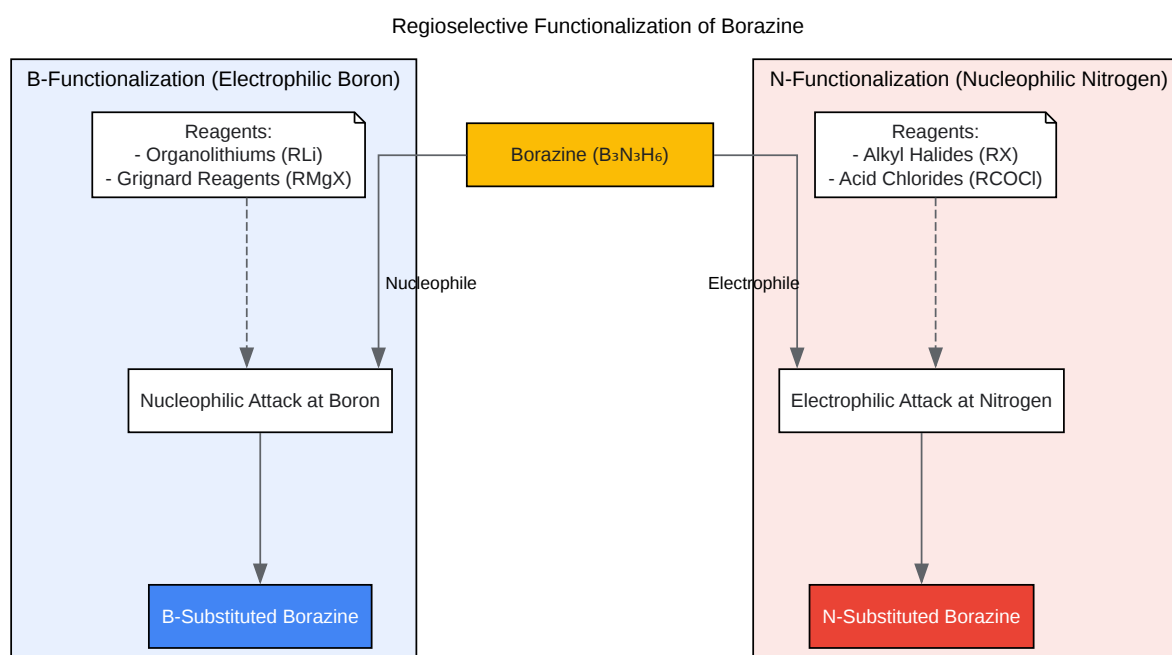 Regioselective Functionalization of Borazine
B-Functionalization (Electrophilic Boron)
Reagents:
- Organolithiums (RLi)
- Grignard Reagents (RMgX)
Borazine (B₃N₃H₆)
N-Functionalization (Nucleophilic Nitrogen)
Reagents:
- Alkyl Halides (RX)
- Acid Chlorides (RCOCl)
Nucleophile
Electrophile
Nucleophilic Attack at Boron
Electrophilic Attack at Nitrogen
B-Substituted Borazine
N-Substituted Borazine